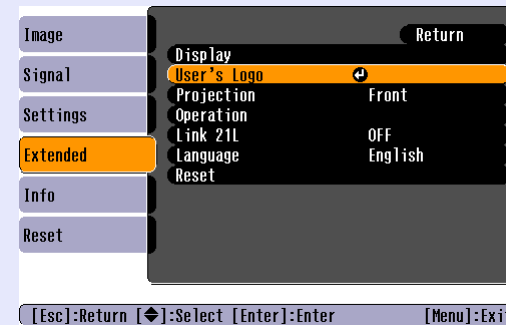 Image
Signal
Settings
Extended
Info
Reset
Return
Display
User's Logo
Projection Front
Operation
Link 21L OFF
Language English
Reset
[Esc]:Return [◆]:Select [Enter]:Enter [Menu]:Exi